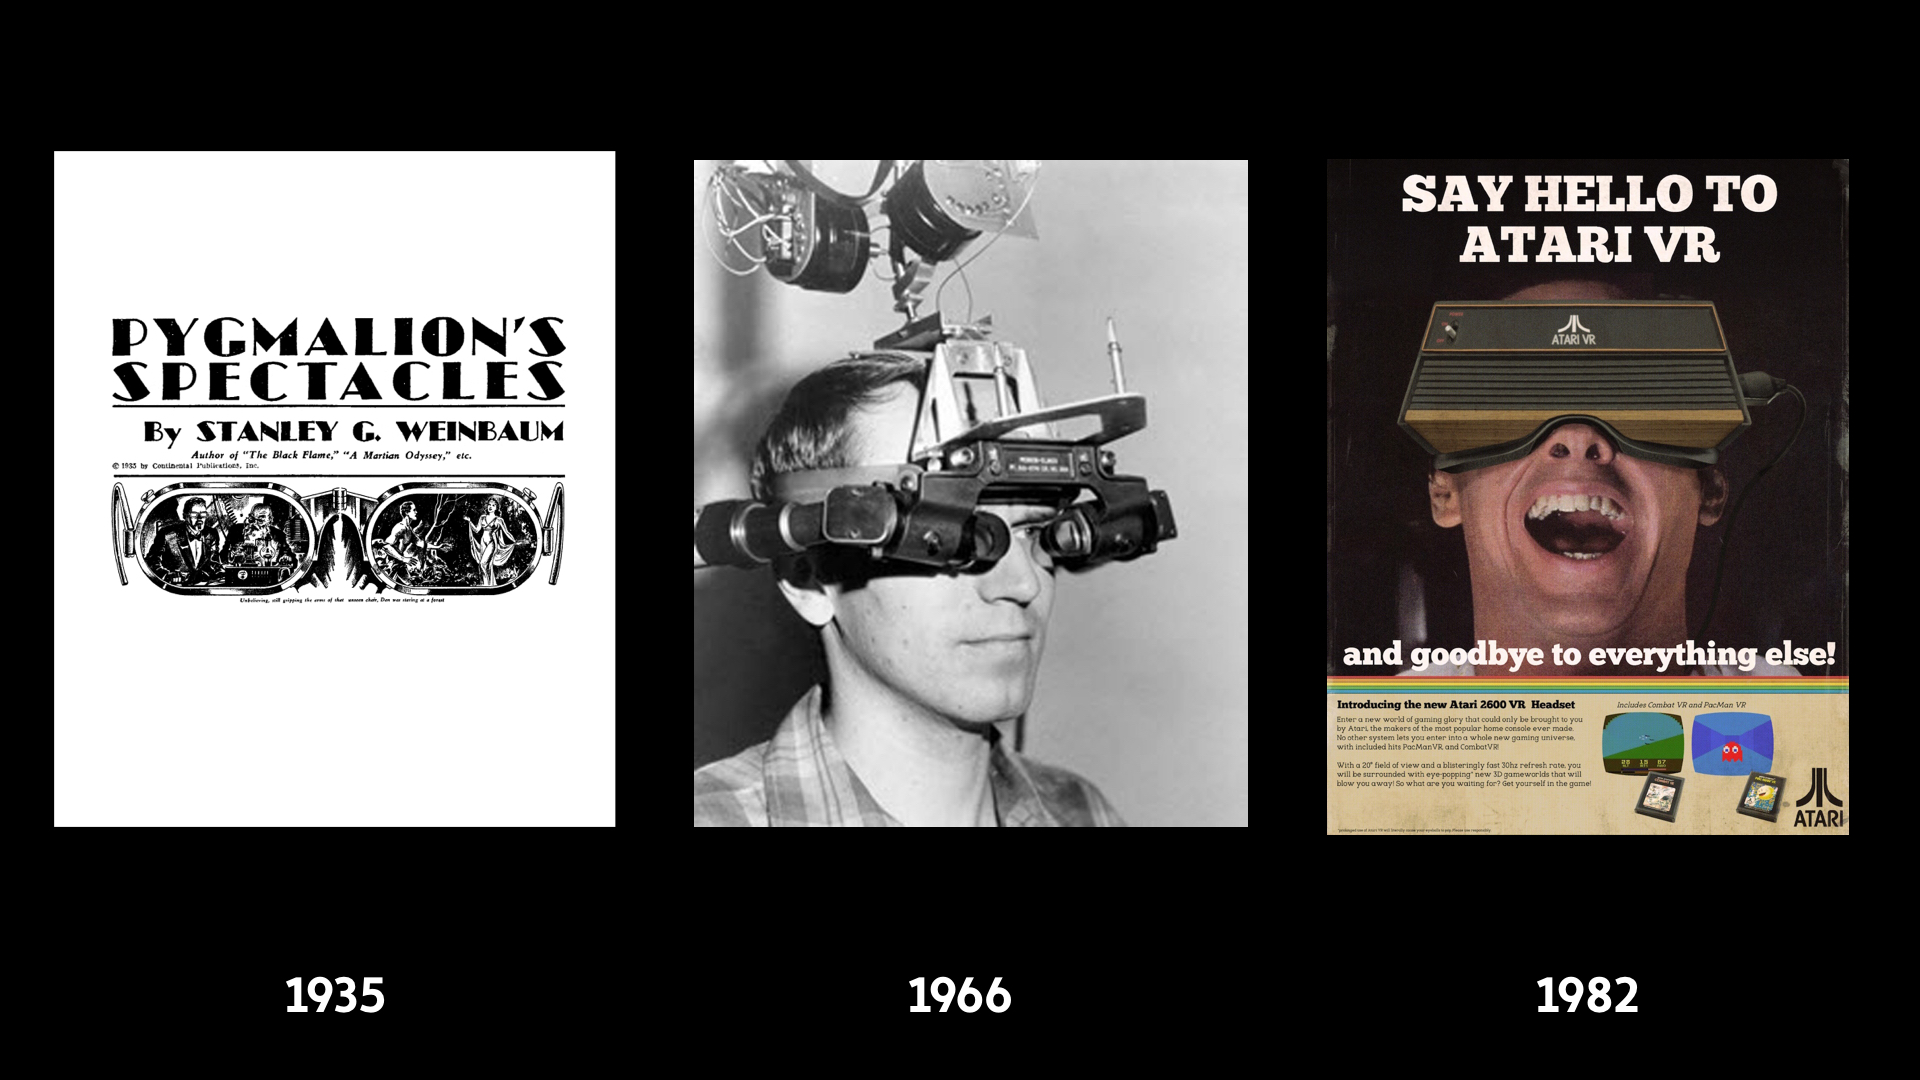 PYGMALION'S
SPECTACLES
By STANLEY G. WEINBAUM
Author of "The Black Flame," "A Martian Odyssey," etc.
© 1935 by Continental Publications, Inc.
Unbelieving, still gripping the arms of that unseen chair, Dan was staring at a forest
1935
1966
SAY HELLO TO
ATARI VR
ATARI VR
and goodbye to everything else!
Introducing the new Atari 2600 VR Headset
Enter a new world of gaming glory that could only be brought to you
by Atari, the makers of the most popular home console ever made.
No other system lets you enter into a whole new gaming universe,
with included hits PacManVR, and CombatVR!
With a 20° field of view and a blisteringly fast 30hz refresh rate, you
will be surrounded with eye-popping* new 3D gameworlds that will
blow you away! So what are you waiting for? Get yourself in the game!
Includes Combat VR and PacMan VR
ATARI
1982